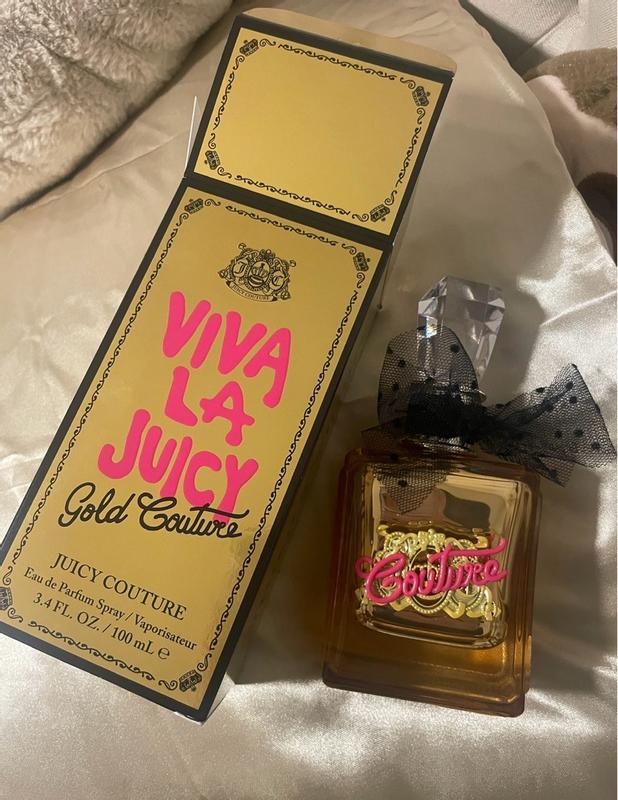 JUICY COUTURE
VIVA
LA
JUICY
Gold Couture
JUICY COUTURE
Eau de Parfum Spray / Vaporisateur
3.4 FL. OZ. / 100 mL ℮
Couture